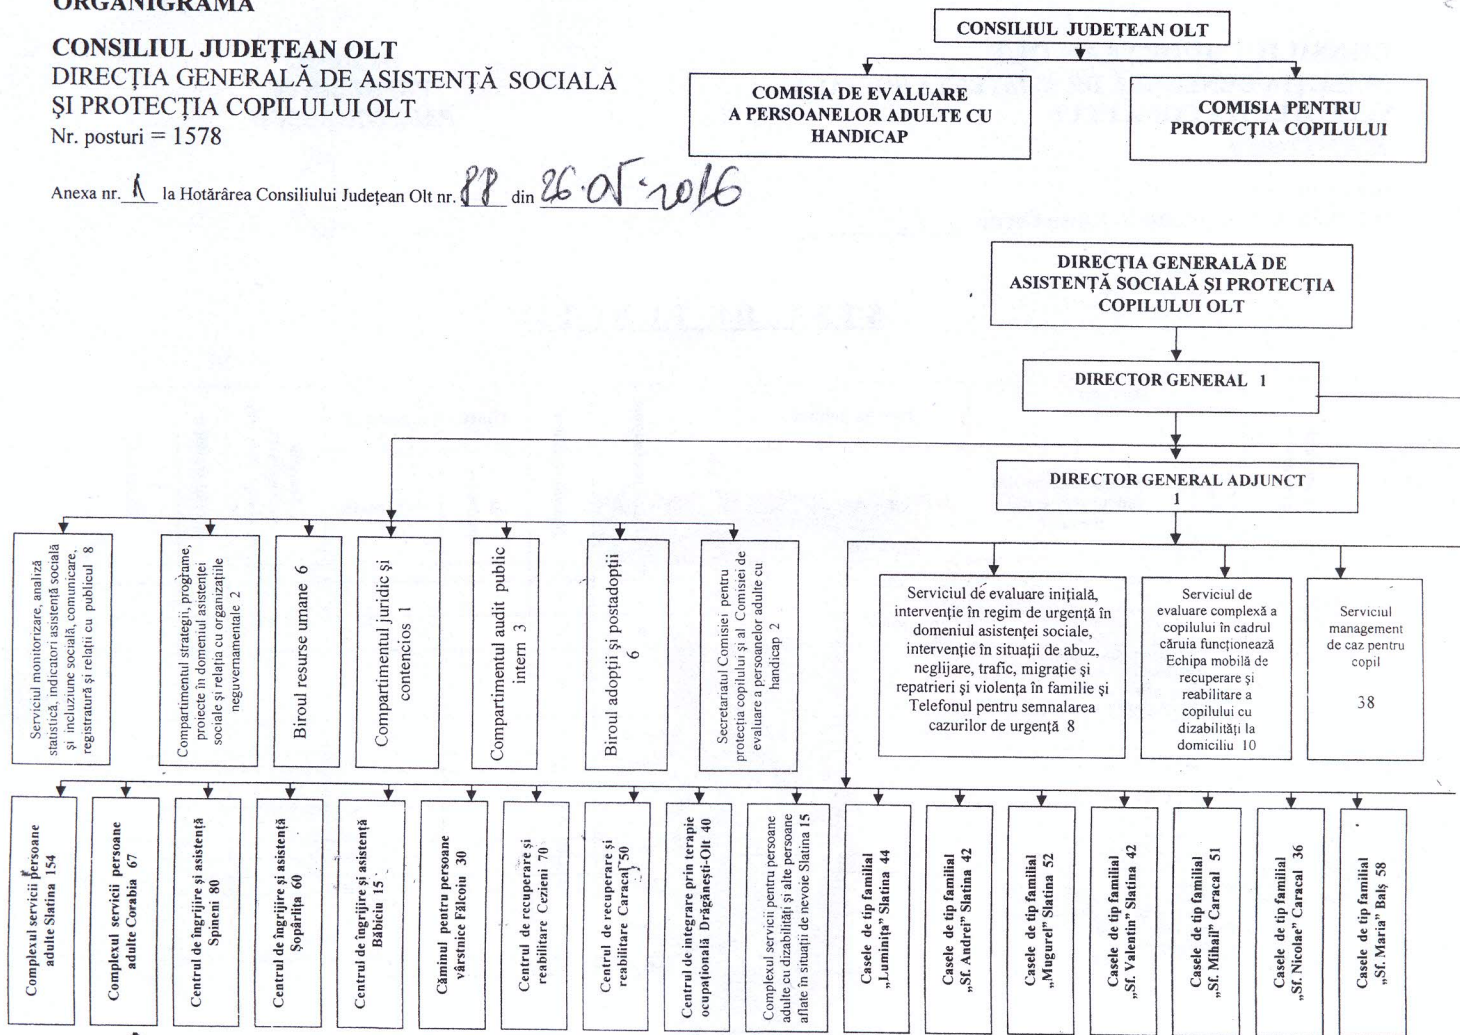 ORGANIGRAMA
CONSILIUL JUDEȚEAN OLT
DIRECȚIA GENERALĂ DE ASISTENȚĂ SOCIALĂ
ȘI PROTECȚIA COPILULUI OLT
Nr. posturi = 1578
Anexa nr. 1 la Hotărârea Consiliului Județean Olt nr. 88 din 26.05.2016
CONSILIUL JUDEȚEAN OLT
COMISIA DE EVALUARE
A PERSOANELOR ADULTE CU
HANDICAP
COMISIA PENTRU
PROTECȚIA COPILULUI
DIRECȚIA GENERALĂ DE
ASISTENȚĂ SOCIALĂ ȘI PROTECȚIA
COPILULUI OLT
DIRECTOR GENERAL 1
DIRECTOR GENERAL ADJUNCT
1
Serviciul monitorizare, analiză
statistică, indicatori asistență socială
și incluziune socială, comunicare,
registratură și relații cu publicul 8
Compartimentul strategii, programe,
proiecte în domeniul asistenței
sociale și relația cu organizațiile
neguvernamentale 2
Biroul resurse umane 6
Compartimentul juridic și
contencios 1
Compartimentul audit public
intern 3
Biroul adopții și postadopții
6
Secretariatul Comisiei pentru
protecția copilului și al Comisiei de
evaluare a persoanelor adulte cu
handicap 2
Serviciul de evaluare inițială,
intervenție în regim de urgență în
domeniul asistenței sociale,
intervenție în situații de abuz,
neglijare, trafic, migrație și
repatrieri și violența în familie și
Telefonul pentru semnalarea
cazurilor de urgență 8
Serviciul de
evaluare complexă a
copilului în cadrul
căruia funcționează
Echipa mobilă de
recuperare și
reabilitare a
copilului cu
dizabilități la
domiciliu 10
Serviciul
management
de caz pentru
copil
38
Complexul servicii persoane
adulte Slatina 154
Complexul servicii persoane
adulte Corabia 67
Centrul de îngrijire și asistență
Spineni 80
Centrul de îngrijire și asistență
Șopârlița 60
Centrul de îngrijire și asistență
Băbiciu 15
Căminul pentru persoane
vârstnice Fălcoiu 30
Centrul de recuperare și
reabilitare Cezieni 70
Centrul de recuperare și
reabilitare Caracal 50
Centrul de integrare prin terapie
ocupațională Drăgănești-Olt 40
Complexul servicii pentru persoane
adulte cu dizabilități și alte persoane
aflate în situații de nevoie Slatina 15
Casele de tip familial
„Luminița” Slatina 44
Casele de tip familial
„Sf. Andrei” Slatina 42
Casele de tip familial
„Mugurel” Slatina 52
Casele de tip familial
„Sf. Valentin” Slatina 42
Casele de tip familial
„Sf. Mihail” Caracal 51
Casele de tip familial
„Sf. Nicolae” Caracal 36
Casele de tip familial
„Sf. Maria” Balș 58